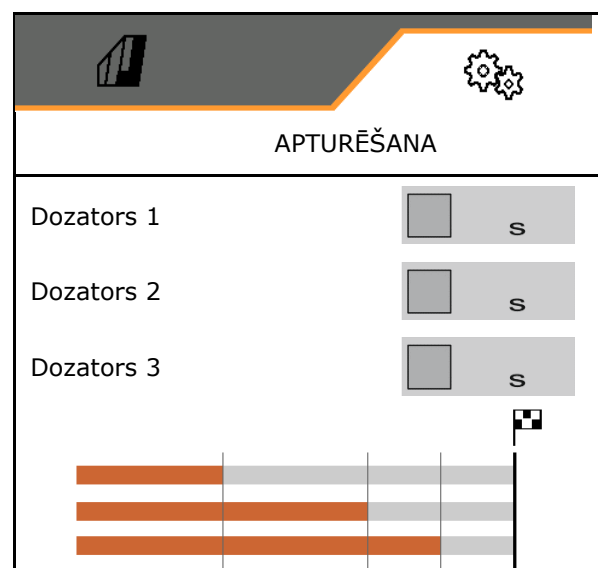 APTURĒŠANA
Dozators 1
s
Dozators 2
s
Dozators 3
s